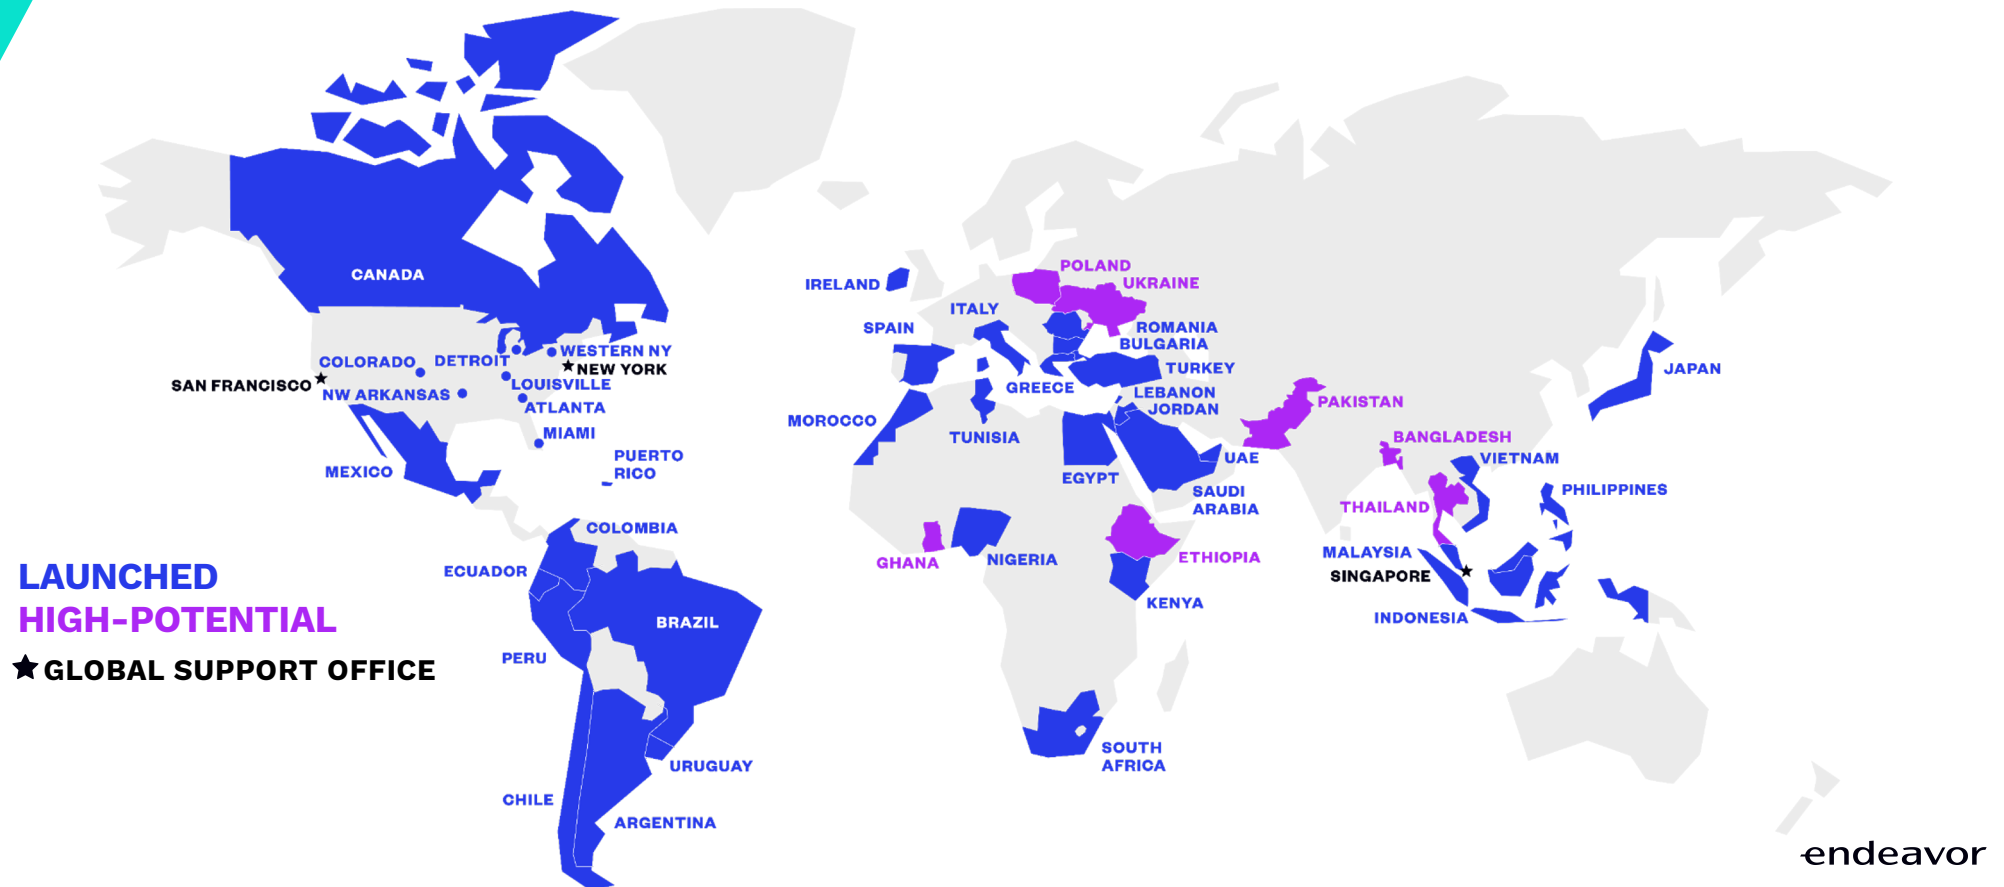 CANADA
COLORADO
DETROIT
WESTERN NY
NEW YORK
SAN FRANCISCO
NW ARKANSAS
LOUISVILLE
ATLANTA
MIAMI
MEXICO
PUERTO
RICO
COLOMBIA
ECUADOR
BRAZIL
PERU
URUGUAY
CHILE
ARGENTINA
IRELAND
POLAND
UKRAINE
ITALY
SPAIN
ROMANIA
BULGARIA
TURKEY
GREECE
LEBANON
JORDAN
MOROCCO
TUNISIA
EGYPT
UAE
SAUDI
ARABIA
GHANA
NIGERIA
ETHIOPIA
KENYA
SOUTH
AFRICA
PAKISTAN
BANGLADESH
VIETNAM
JAPAN
PHILIPPINES
THAILAND
MALAYSIA
SINGAPORE
INDONESIA
LAUNCHED
HIGH-POTENTIAL
GLOBAL SUPPORT OFFICE
endeavor